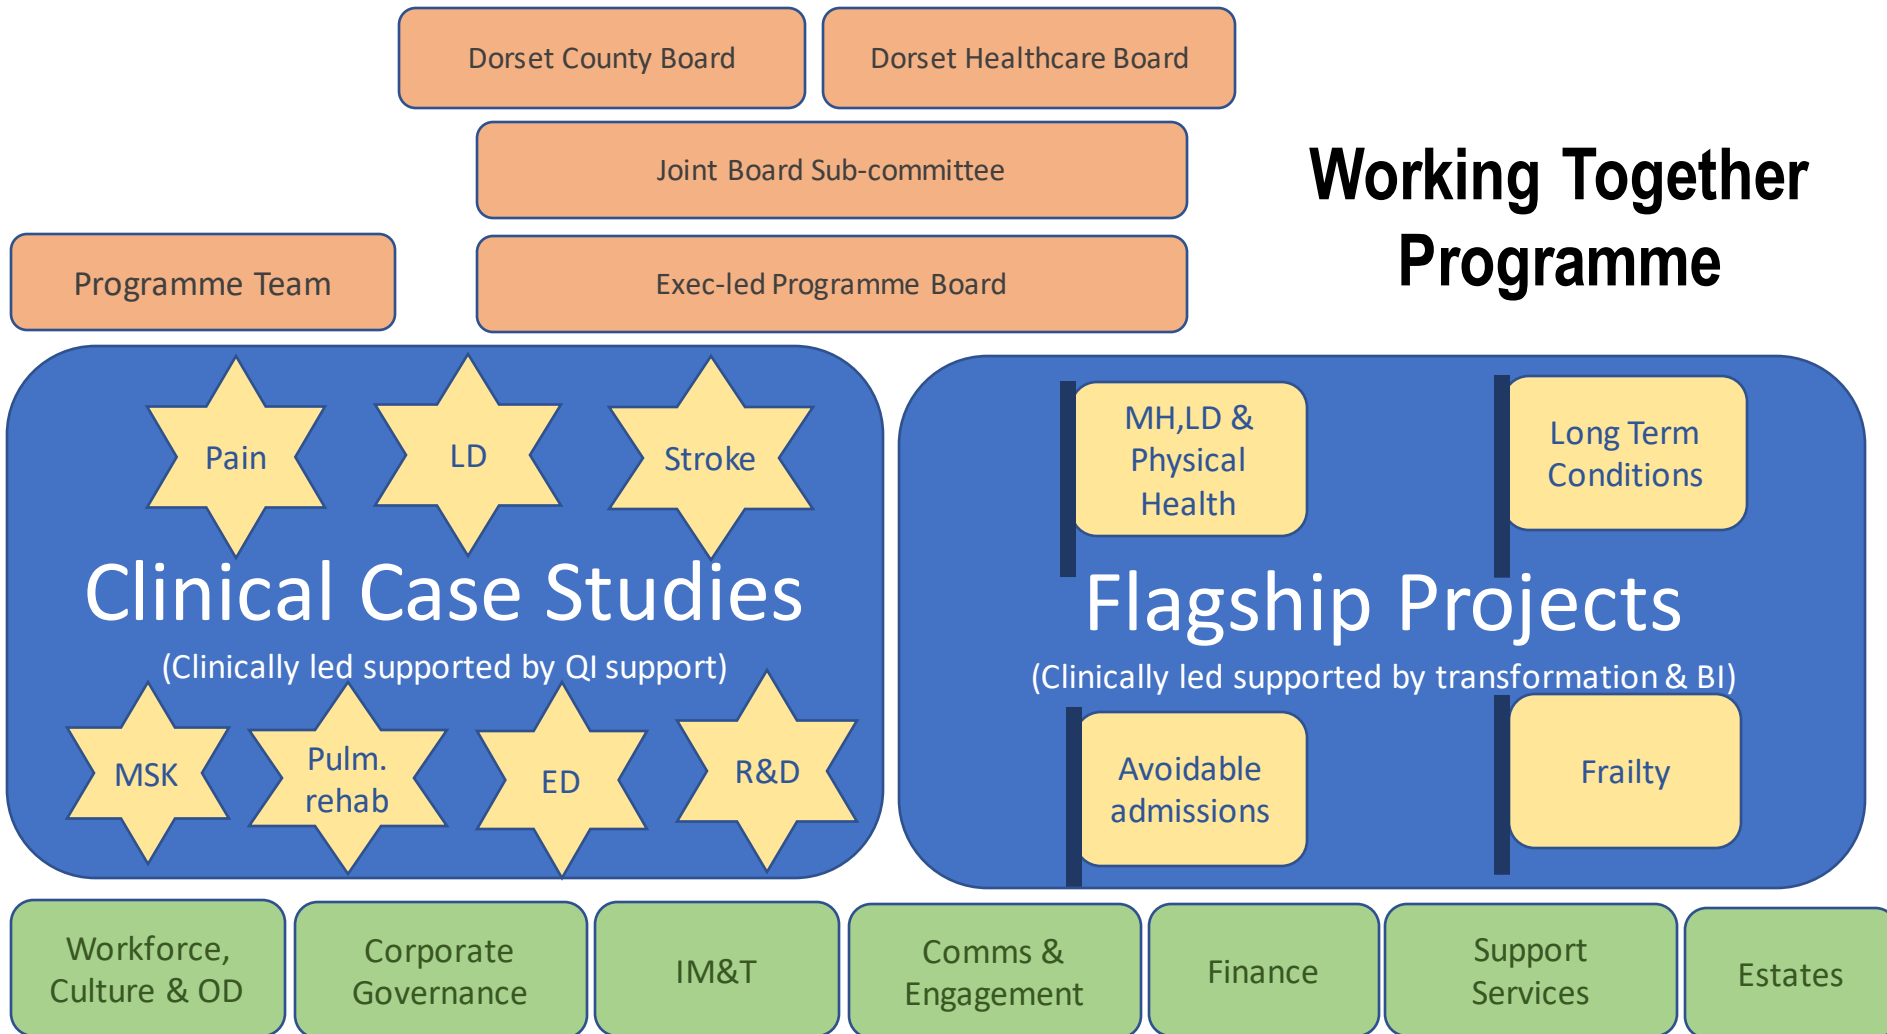 Dorset County Board
Dorset Healthcare Board
Joint Board Sub-committee
Working Together
Programme
Programme Team
Exec-led Programme Board
Pain
LD
Stroke
Clinical Case Studies
(Clinically led supported by QI support)
MSK
Pulm.
rehab
ED
R&D
MH,LD &
Physical
Health
Long Term
Conditions
Flagship Projects
(Clinically led supported by transformation & BI)
Avoidable
admissions
Frailty
Workforce,
Culture & OD
Corporate
Governance
IM&T
Comms &
Engagement
Finance
Support
Services
Estates